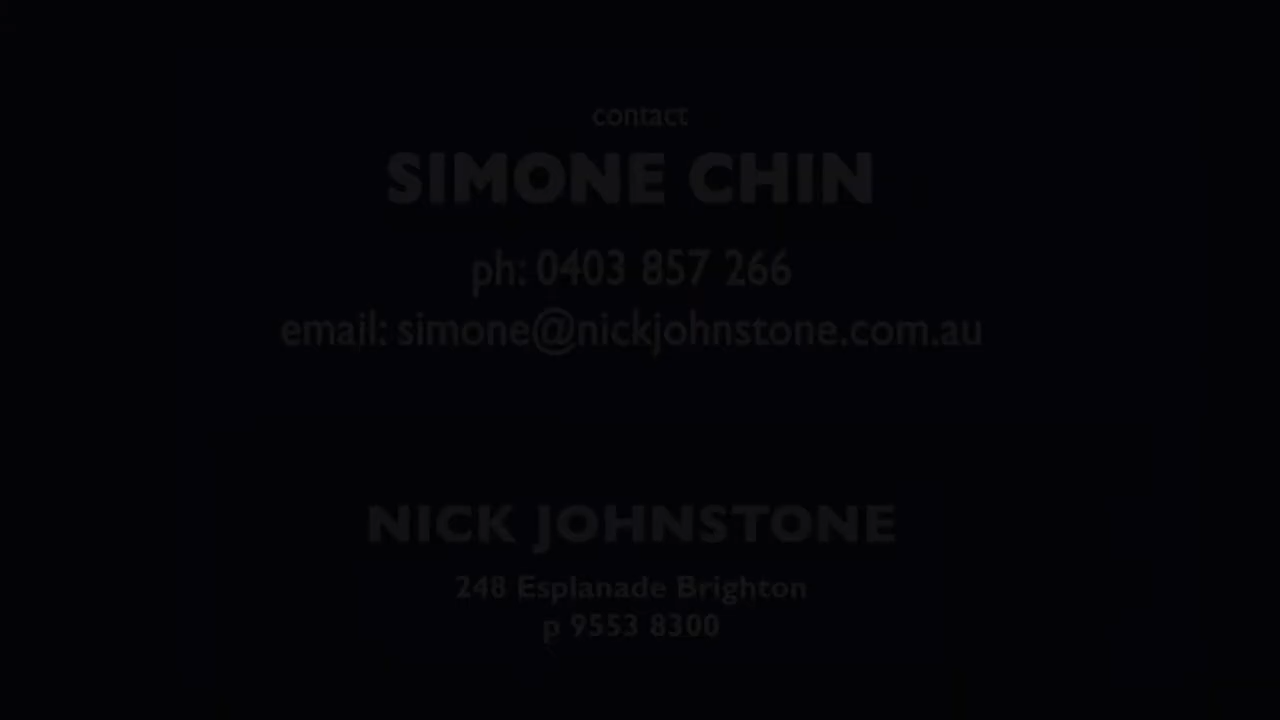 contact
SIMONE CHIN
ph: 0403 857 266
email: simone@nickjohnstone.com.au
NICK JOHNSTONE
248 Esplanade Brighton
p 9553 8300